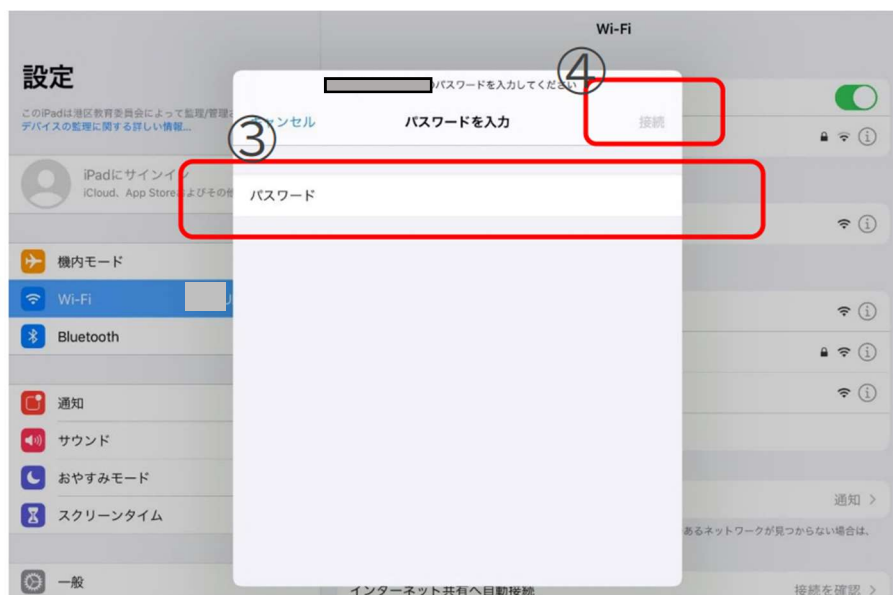 Wi-Fi
設定
④
のパスワードを入力してください
このiPadは港区教育委員会によって監理/管理
デバイスの監理に関する詳しい情報...
③
キャンセル
パスワードを入力
接続
iPadにサインイン
iCloud、App Storeおよびその他
パスワード
機内モード
Wi-Fi
Bluetooth
通知
サウンド
おやすみモード
スクリーンタイム
通知
あるネットワークが見つからない場合は、
一般
インターネット共有へ自動接続
接続を確認